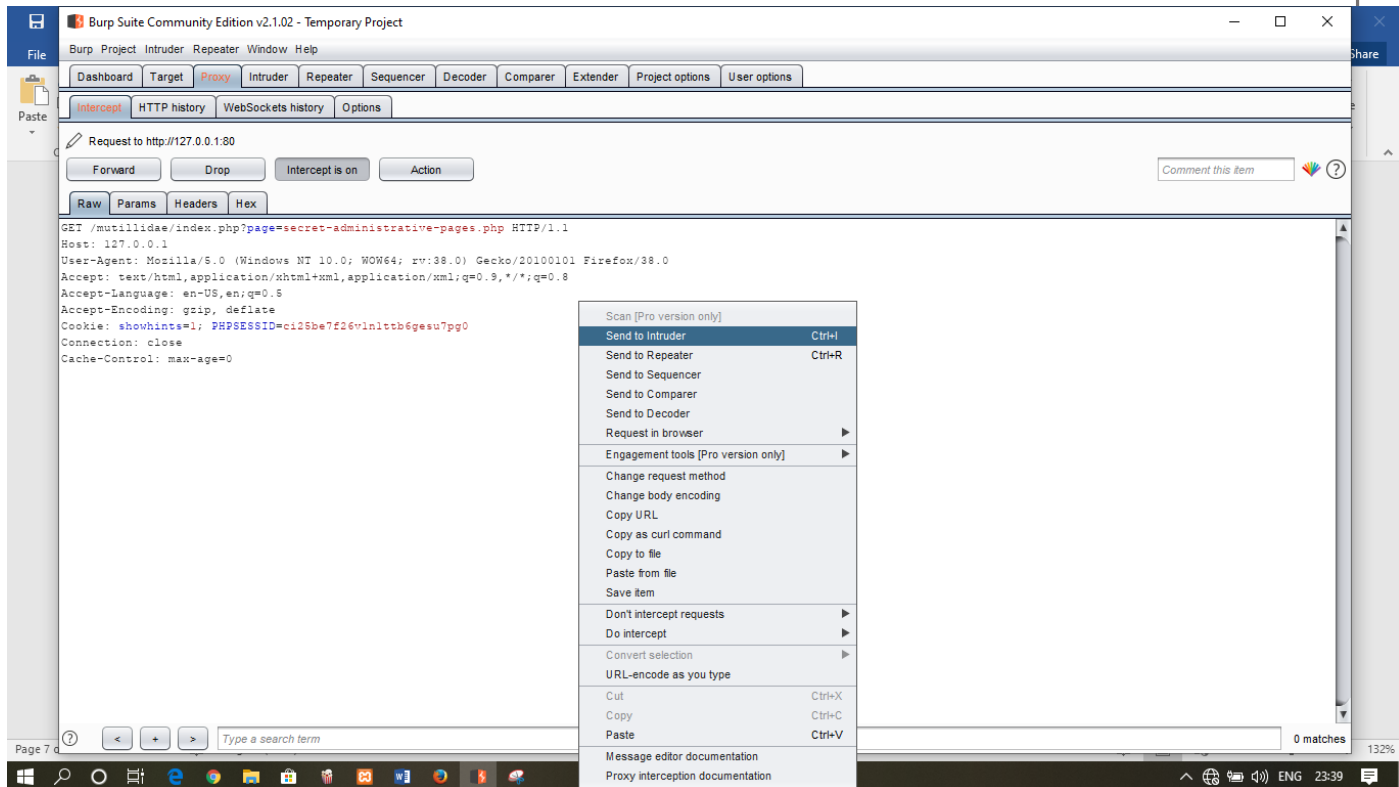 Burp Suite Community Edition v2.1.02 - Temporary Project
File
Share
Burp Project Intruder Repeater Window Help
Dashboard Target Proxy Intruder Repeater Sequencer Decoder Comparer Extender Project options User options
Paste
Intercept HTTP history WebSockets history Options
Request to http://127.0.0.1:80
Forward Drop Intercept is on Action Comment this item
Raw Params Headers Hex
GET /mutillidae/index.php?page=secret-administrative-pages.php HTTP/1.1
Host: 127.0.0.1
User-Agent: Mozilla/5.0 (Windows NT 10.0; WOW64; rv:38.0) Gecko/20100101 Firefox/38.0
Accept: text/html,application/xhtml+xml,application/xml;q=0.9,*/*;q=0.8
Accept-Language: en-US,en;q=0.5
Accept-Encoding: gzip, deflate
Cookie: showhints=1; PHPSESSID=ci25be7f26v1n1ttb6gesu7pg0
Connection: close
Cache-Control: max-age=0
Scan [Pro version only]
Send to Intruder Ctrl+I
Send to Repeater Ctrl+R
Send to Sequencer
Send to Comparer
Send to Decoder
Request in browser
Engagement tools [Pro version only]
Change request method
Change body encoding
Copy URL
Copy as curl command
Copy to file
Paste from file
Save item
Don't intercept requests
Do intercept
Convert selection
URL-encode as you type
Cut Ctrl+X
Copy Ctrl+C
Paste Ctrl+V
Message editor documentation
Proxy interception documentation
< + > Type a search term 0 matches
Page 7 132%
ENG 23:39